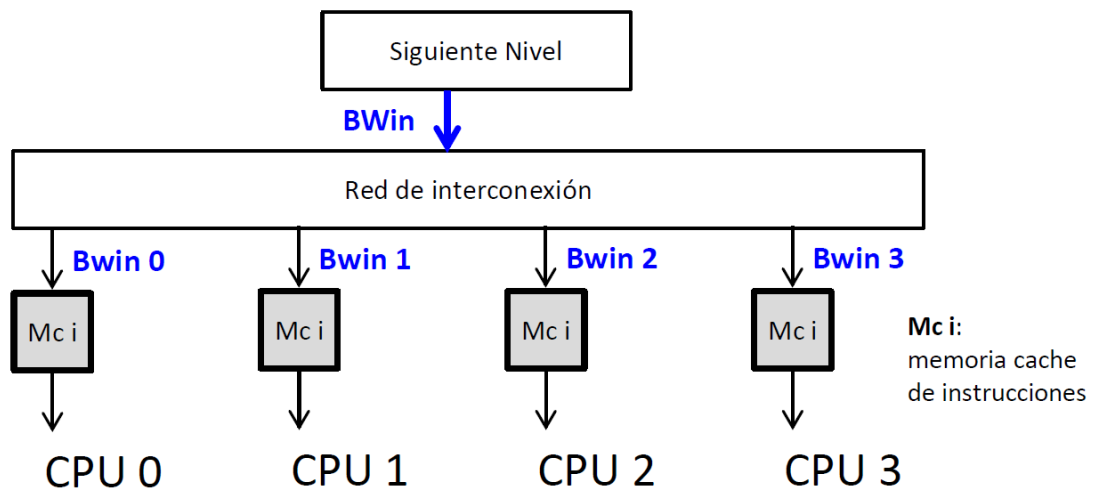 Siguiente Nivel
BWin
Red de interconexión
Bwin 0
Bwin 1
Bwin 2
Bwin 3
Mc i
Mc i
Mc i
Mc i
Mc i:
memoria cache
de instrucciones
CPU 0
CPU 1
CPU 2
CPU 3